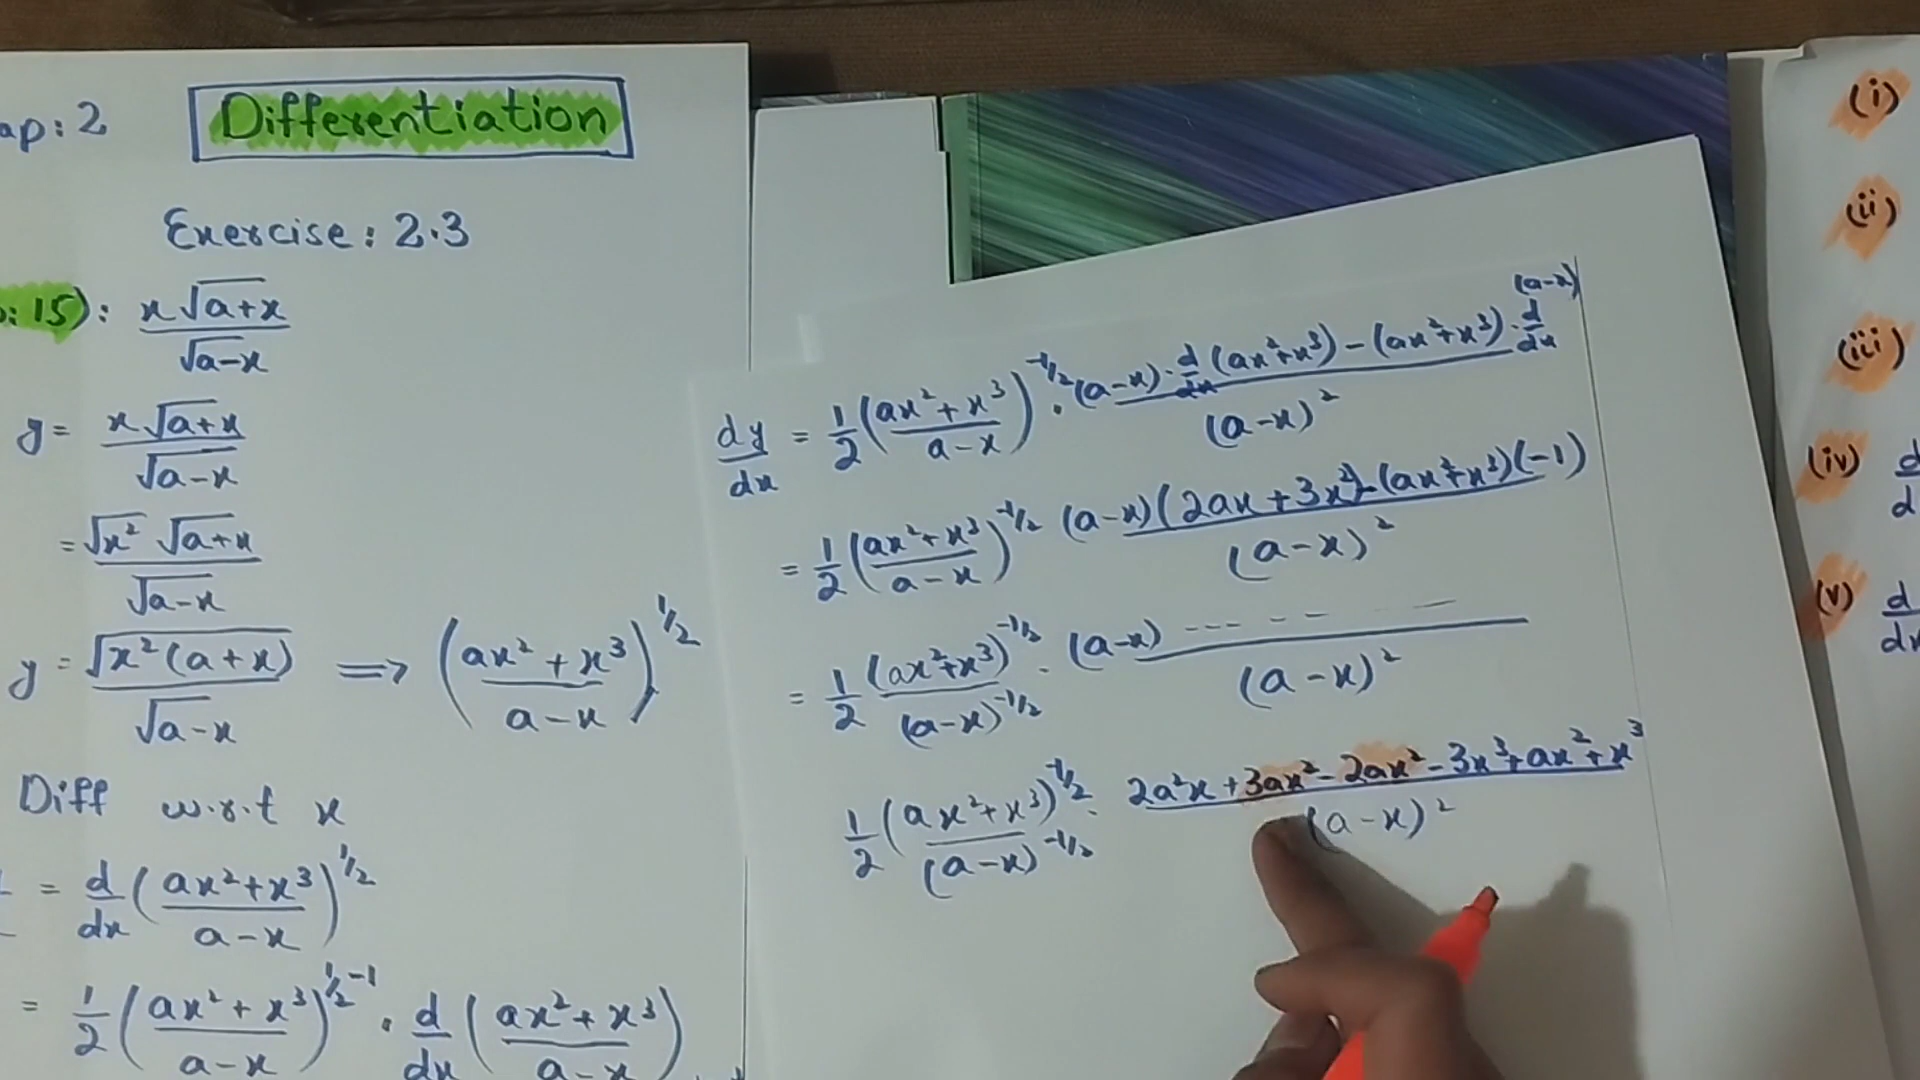 ap: 2 Differentiation
Exercise: 2.3
o: 15): x√a+x / √a-x
y = x√a+x / √a-x
= √x² √a+x / √a-x
y = √x²(a+x) / √a-x ⟹ (ax² + x³ / a-x)^1/2
Diff w.r.t x
= d/dx (ax²+x³ / a-x)^1/2
= 1/2 (ax² + x³ / a-x)^1/2-1 · d/dx (ax² + x³ / a-x)
dy/dx = 1/2 (ax² + x³ / a-x)^-1/2 · (a-x) · d/dx (ax²+x³) - (ax²+x³) · d/dx (a-x) / (a-x)²
= 1/2 (ax²+x³ / a-x)^-1/2 (a-x)(2ax + 3x²) - (ax²+x³)(-1) / (a-x)²
= 1/2 (ax²+x³)^-1/2 / (a-x)^-1/2 · (a-x) --- - - / (a-x)²
1/2 (ax²+x³)^-1/2 / (a-x)^-1/2 · 2a²x + 3ax² - 2ax² - 3x³ + ax² + x³ / (a-x)²
(i)
(ii)
(iii)
(iv) d/d
(v) d/dx